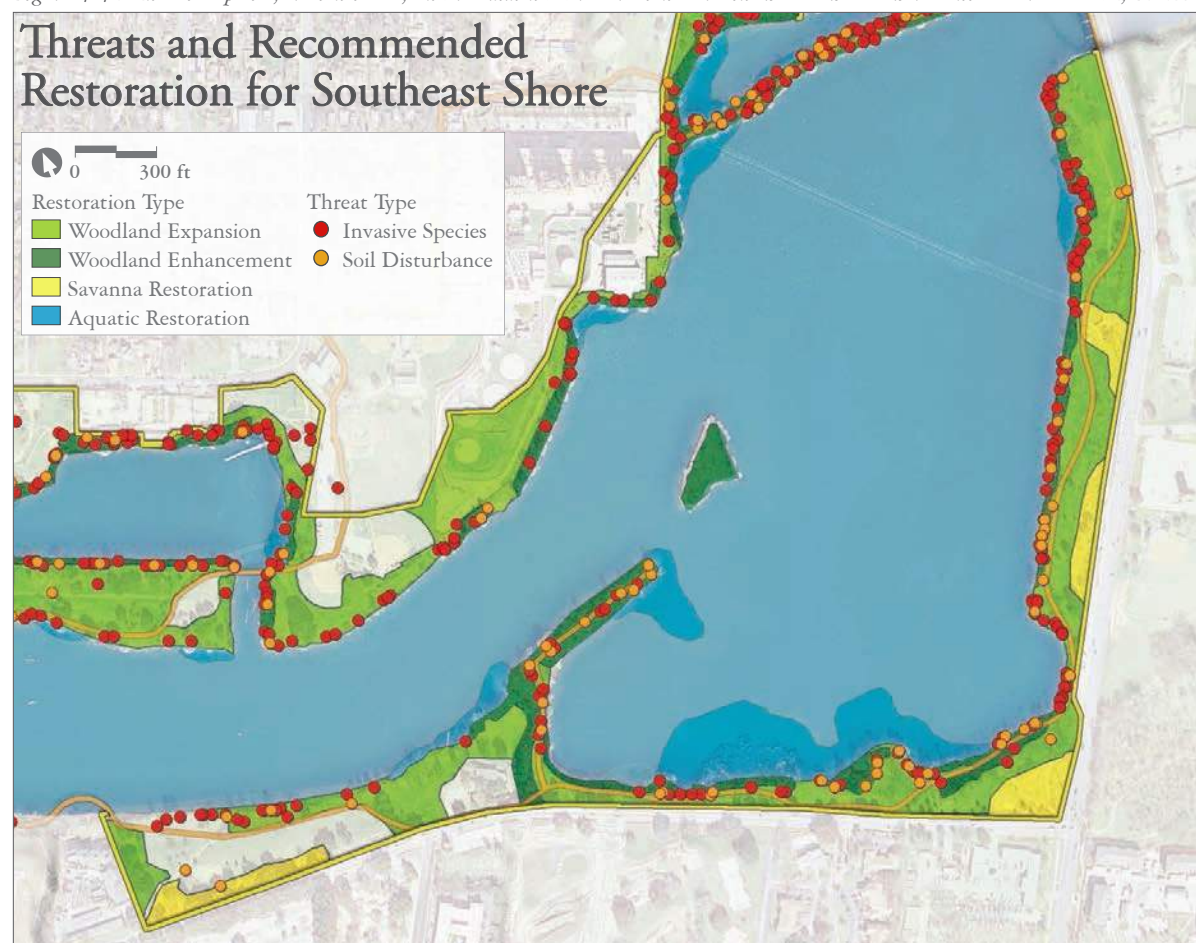 Threats and Recommended
Restoration for Southeast Shore
0 300 ft
Restoration Type
Woodland Expansion
Woodland Enhancement
Savanna Restoration
Aquatic Restoration
Threat Type
Invasive Species
Soil Disturbance